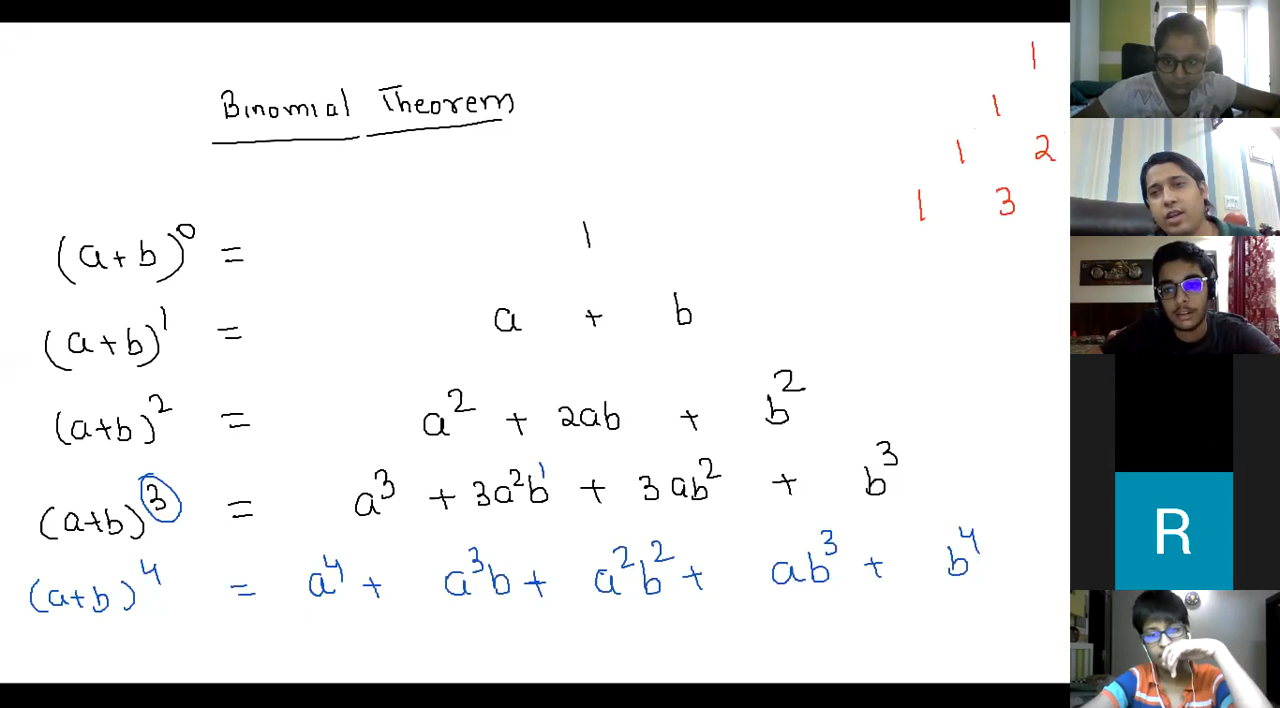 Binomial Theorem
1
1
1 2
1 3
(a+b)⁰ = 1
(a+b)¹ = a + b
(a+b)² = a² + 2ab + b²
(a+b)³ = a³ + 3a²b¹ + 3ab² + b³
(a+b)⁴ = a⁴ + a³b + a²b² + ab³ + b⁴
R